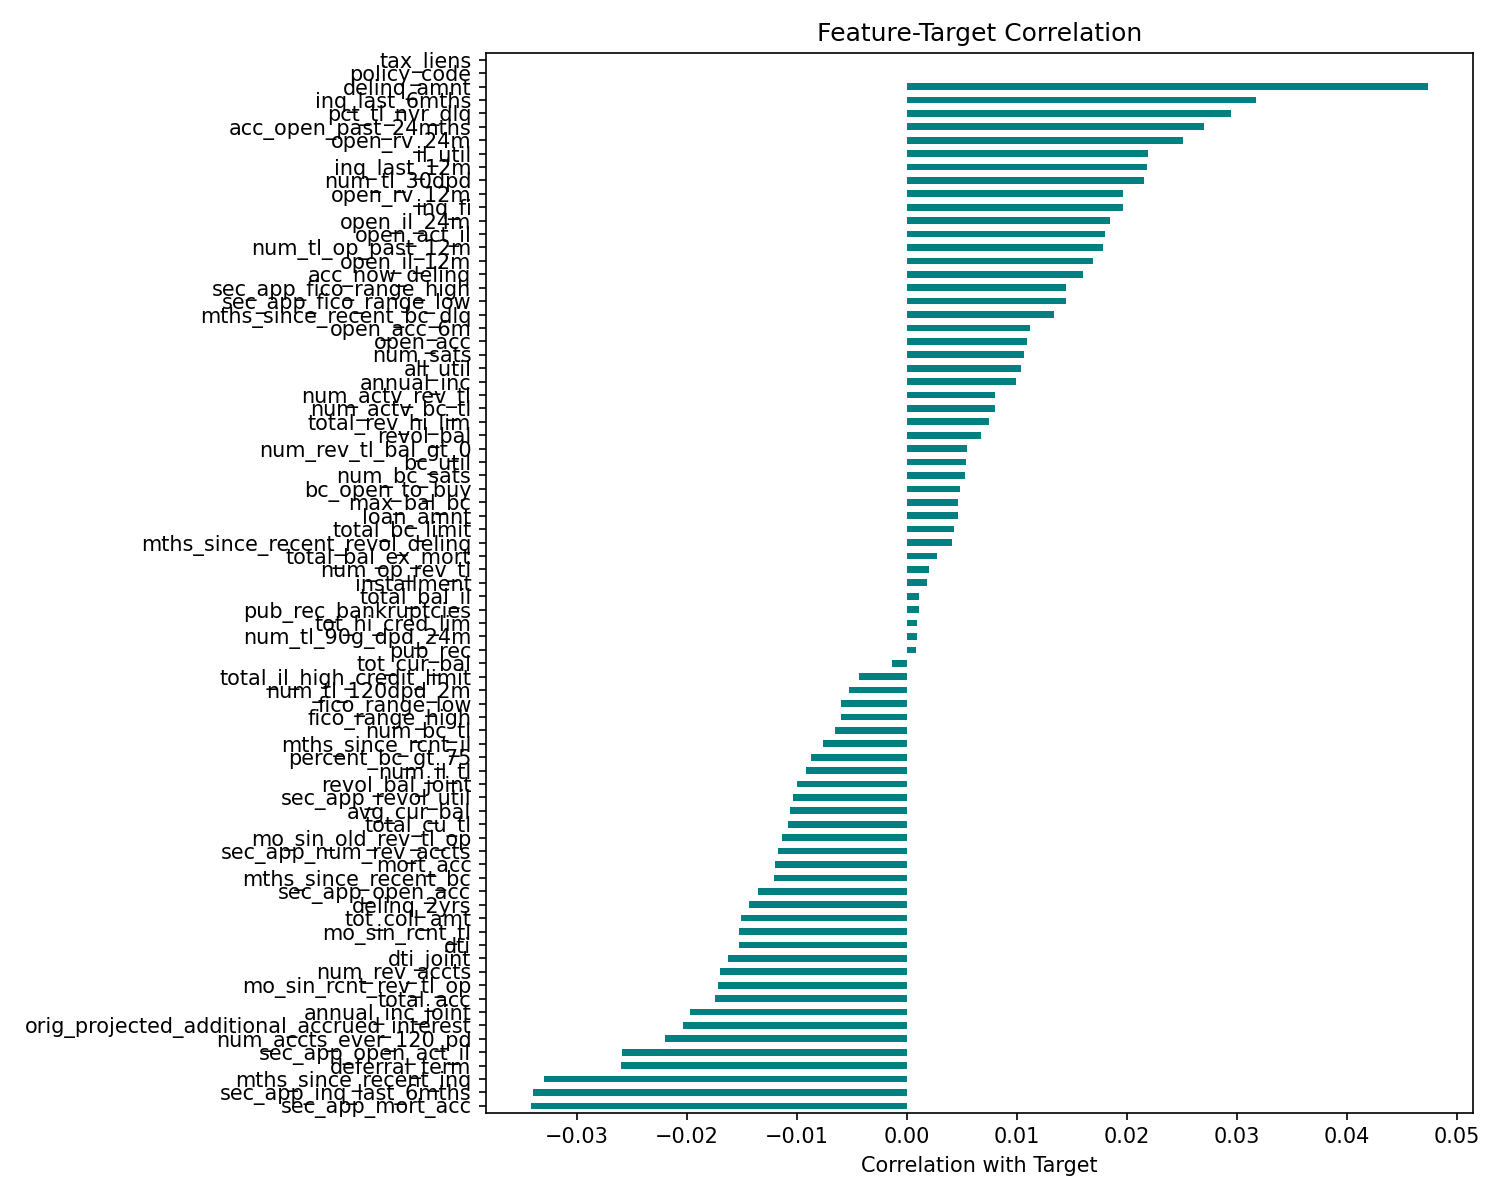 Feature-Target Correlation
tax_liens
policy_code
delinq_amnt
inq_last_6mths
pct_tl_nvr_dlq
acc_open_past_24mths
open_rv_24m
il_util
inq_last_12m
num_tl_30dpd
open_rv_12m
inq_fi
open_il_24m
open_act_il
num_tl_op_past_12m
open_il_12m
acc_now_delinq
sec_app_fico_range_high
sec_app_fico_range_low
mths_since_recent_bc_dlq
open_acc_6m
open_acc
num_sats
all_util
annual_inc
num_actv_rev_tl
num_actv_bc_tl
total_rev_hi_lim
revol_bal
num_rev_tl_bal_gt_0
bc_util
num_bc_sats
bc_open_to_buy
max_bal_bc
loan_amnt
total_bc_limit
mths_since_recent_revol_delinq
total_bal_ex_mort
num_op_rev_tl
installment
total_bal_il
pub_rec_bankruptcies
tot_hi_cred_lim
num_tl_90g_dpd_24m
pub_rec
tot_cur_bal
total_il_high_credit_limit
num_tl_120dpd_2m
fico_range_low
fico_range_high
num_bc_tl
mths_since_rcnt_il
percent_bc_gt_75
num_il_tl
revol_bal_joint
sec_app_revol_util
avg_cur_bal
total_cu_tl
mo_sin_old_rev_tl_op
sec_app_num_rev_accts
mort_acc
mths_since_recent_bc
sec_app_open_acc
delinq_2yrs
tot_coll_amt
mo_sin_rcnt_tl
dti
dti_joint
num_rev_accts
mo_sin_rcnt_rev_tl_op
total_acc
annual_inc_joint
orig_projected_additional_accrued_interest
num_accts_ever_120_pd
sec_app_open_act_il
deferral_term
mths_since_recent_inq
sec_app_inq_last_6mths
sec_app_mort_acc
−0.03 −0.02 −0.01 0.00 0.01 0.02 0.03 0.04 0.05
Correlation with Target